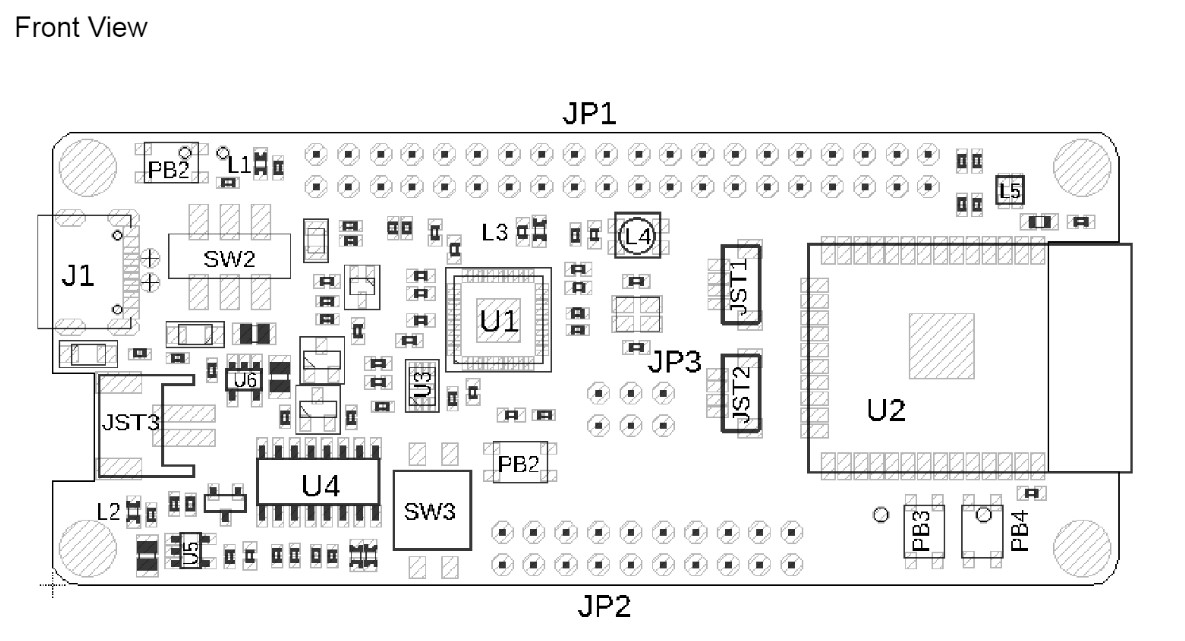 Front View
JP1
PB2
L1
L5
L3
L4
SW2
J1
JST1
U1
JP3
U6
U3
JST2
U2
JST3
PB2
U4
L2
SW3
PB3
PB4
U5
JP2